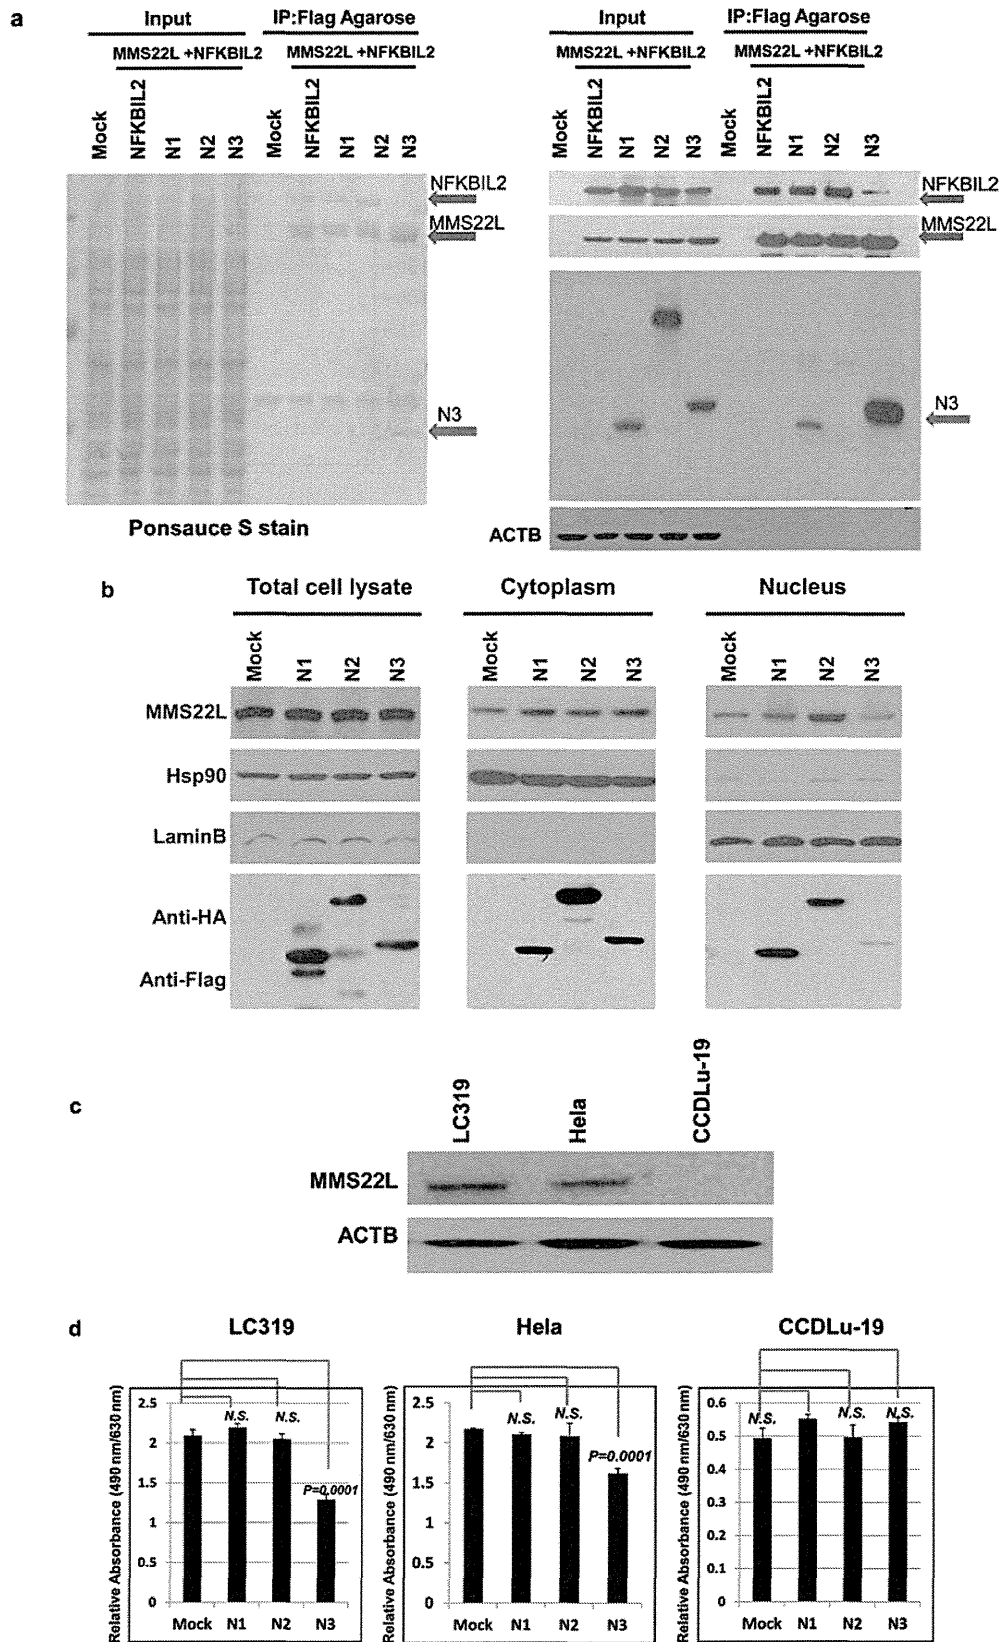 a
Input
IP:Flag Agarose
MMS22L +NFKBIL2
MMS22L +NFKBIL2
Mock
NFKBIL2
N1
N2
N3
Mock
NFKBIL2
N1
N2
N3
NFKBIL2
MMS22L
N3
Ponsauce S stain
Input
IP:Flag Agarose
MMS22L +NFKBIL2
MMS22L +NFKBIL2
Mock
NFKBIL2
N1
N2
N3
Mock
NFKBIL2
N1
N2
N3
NFKBIL2
MMS22L
N3
ACTB
b
Total cell lysate
Cytoplasm
Nucleus
Mock
N1
N2
N3
Mock
N1
N2
N3
Mock
N1
N2
N3
MMS22L
Hsp90
LaminB
Anti-HA
Anti-Flag
c
LC319
Hela
CCDLu-19
MMS22L
ACTB
d
LC319
Relative Absorbance (490 nm/630 nm)
2.5
2
1.5
1
0.5
0
N.S.
N.S.
P=0.0001
Mock N1 N2 N3
Hela
Relative Absorbance (490 nm/630 nm)
2.5
2
1.5
1
0.5
0
N.S.
N.S.
P=0.0001
Mock N1 N2 N3
CCDLu-19
Relative Absorbance (490 nm/630 nm)
0.6
0.5
0.4
0.3
0.2
0.1
0
N.S.
N.S.
N.S.
Mock N1 N2 N3